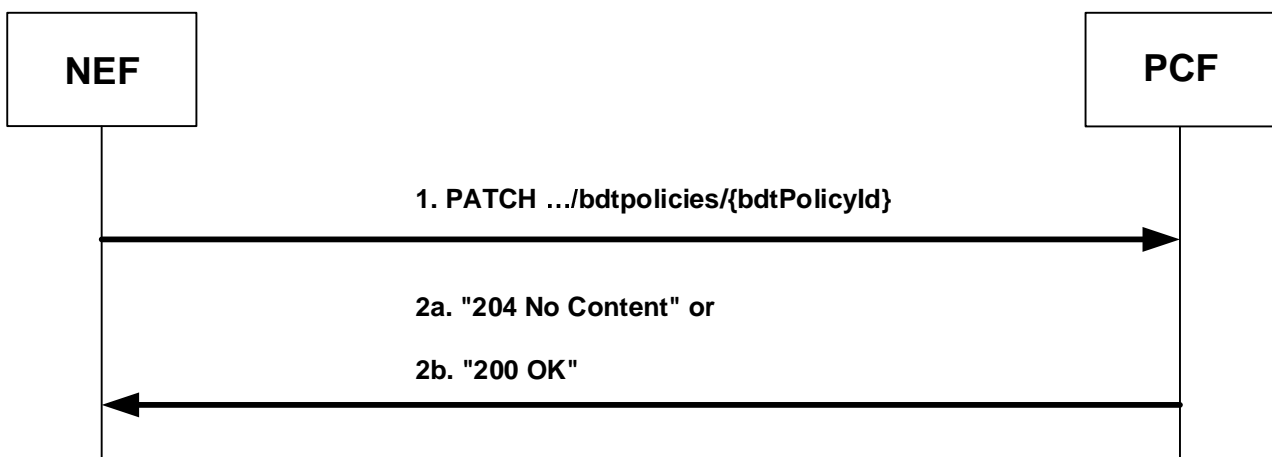 NEF
PCF
1. PATCH …/bdtpolicies/{bdtPolicyId}
2a. "204 No Content" or
2b. "200 OK"